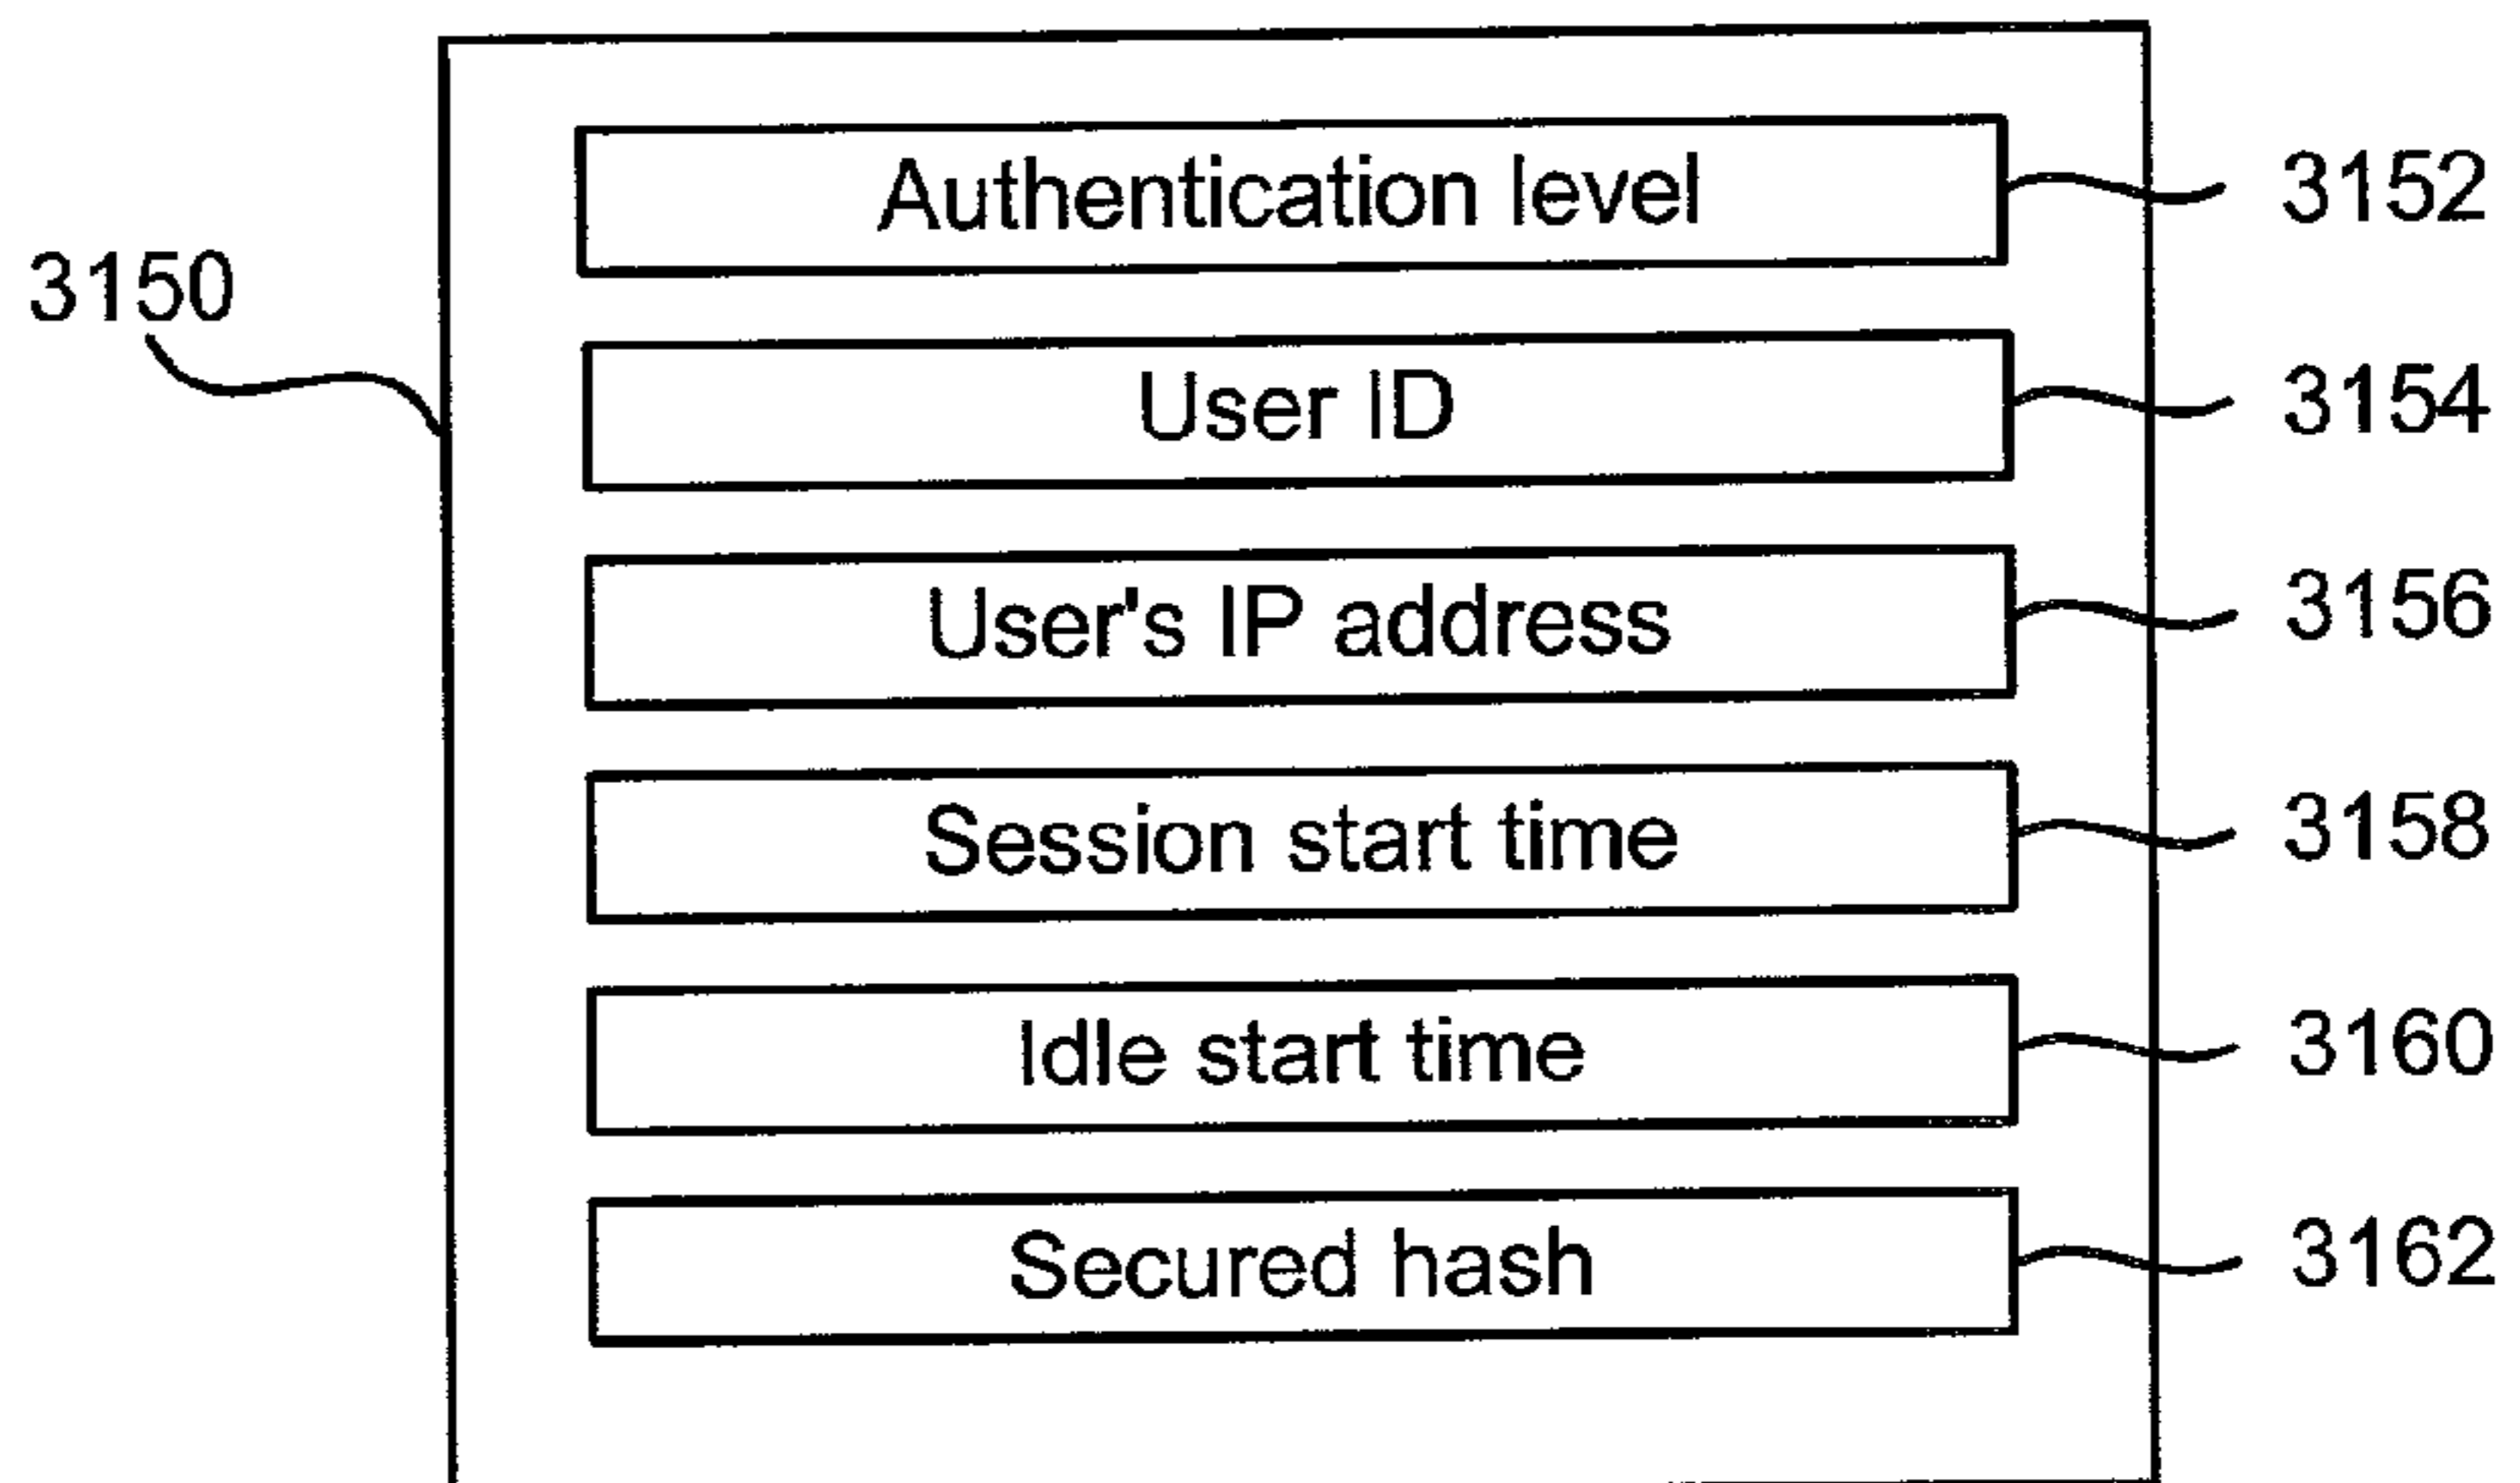 Authentication level 3152
3150
User ID 3154
User's IP address 3156
Session start time 3158
Idle start time 3160
Secured hash 3162